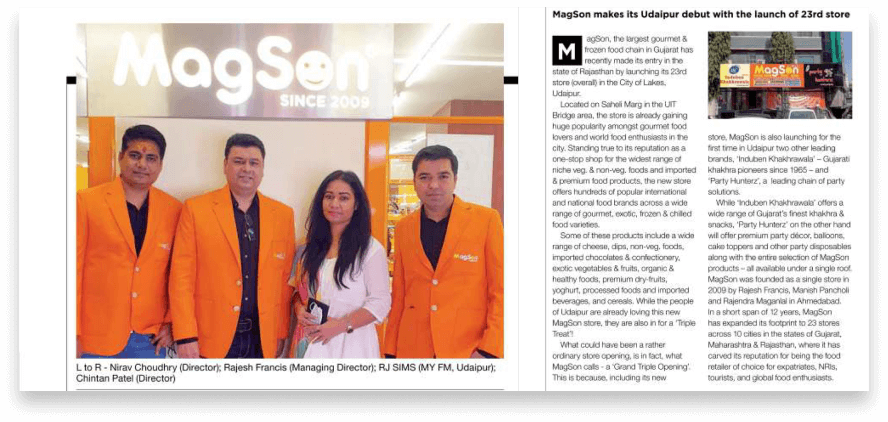 MagSon
SINCE 2009
MagSon
L to R - Nirav Choudhry (Director); Rajesh Francis (Managing Director); RJ SIMS (MY FM, Udaipur);
Chintan Patel (Director)
MagSon makes its Udaipur debut with the launch of 23rd store
MagSon, the largest gourmet &
frozen food chain in Gujarat has
recently made its entry in the
state of Rajasthan by launching its 23rd
store (overall) in the City of Lakes,
Udaipur.
Located on Saheli Marg in the UIT
Bridge area, the store is already gaining
huge popularity amongst gourmet food
lovers and world food enthusiasts in the
city. Standing true to its reputation as a
one-stop shop for the widest range of
niche veg. & non-veg. foods and imported
& premium food products, the new store
offers hundreds of popular international
and national food brands across a wide
range of gourmet, exotic, frozen & chilled
food varieties.
Some of these products include a wide
range of cheese, dips, non-veg. foods,
imported chocolates & confectionery,
exotic vegetables & fruits, organic &
healthy foods, premium dry-fruits,
yoghurt, processed foods and imported
beverages, and cereals. While the people
of Udaipur are already loving this new
MagSon store, they are also in for a 'Triple
Treat'!
What could have been a rather
ordinary store opening, is in fact, what
MagSon calls - a 'Grand Triple Opening'.
This is because, including its new
Induben
Khakhrawala
MagSon
party
hunterz
store, MagSon is also launching for the
first time in Udaipur two other leading
brands, 'Induben Khakhrawala' – Gujarati
khakhra pioneers since 1965 – and
'Party Hunterz', a leading chain of party
solutions.
While 'Induben Khakhrawala' offers a
wide range of Gujarat's finest khakhra &
snacks, 'Party Hunterz' on the other hand
will offer premium party décor, balloons,
cake toppers and other party disposables
along with the entire selection of MagSon
products – all available under a single roof.
MagSon was founded as a single store in
2009 by Rajesh Francis, Manish Pancholi
and Rajendra Maganlal in Ahmedabad.
In a short span of 12 years, MagSon
has expanded its footprint to 23 stores
across 10 cities in the states of Gujarat,
Maharashtra & Rajasthan, where it has
carved its reputation for being the food
retailer of choice for expatriates, NRIs,
tourists, and global food enthusiasts.